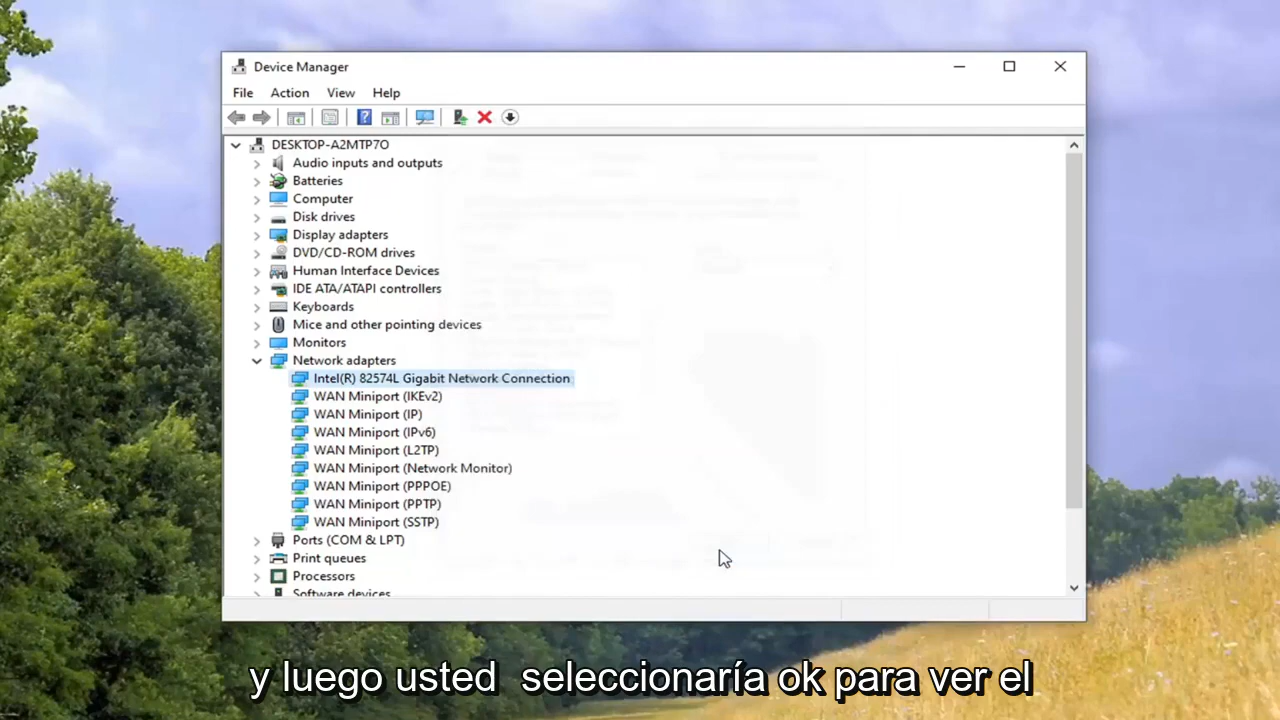 Device Manager
File Action View Help
DESKTOP-A2MTP7O
Audio inputs and outputs
Batteries
Computer
Disk drives
Display adapters
DVD/CD-ROM drives
Human Interface Devices
IDE ATA/ATAPI controllers
Keyboards
Mice and other pointing devices
Monitors
Network adapters
Intel(R) 82574L Gigabit Network Connection
WAN Miniport (IKEv2)
WAN Miniport (IP)
WAN Miniport (IPv6)
WAN Miniport (L2TP)
WAN Miniport (Network Monitor)
WAN Miniport (PPPOE)
WAN Miniport (PPTP)
WAN Miniport (SSTP)
Ports (COM & LPT)
Print queues
Processors
Software devices
y luego usted seleccionaría ok para ver el